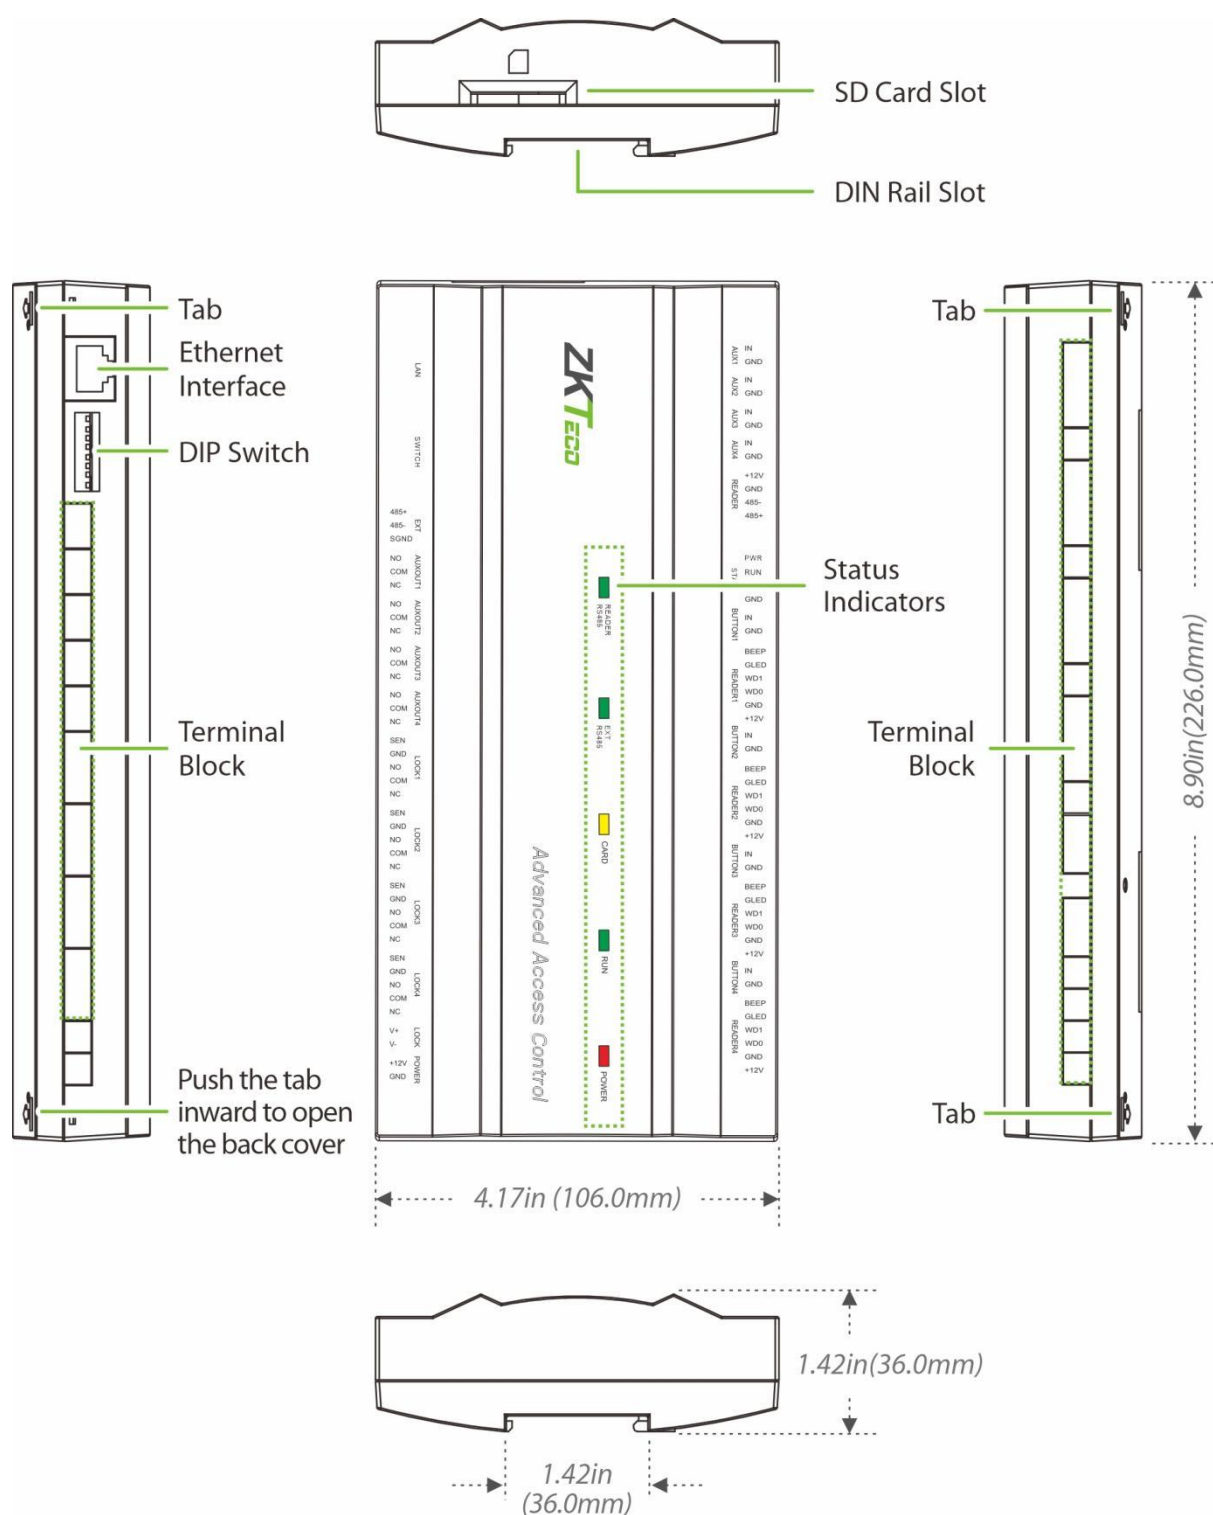 SD Card Slot
DIN Rail Slot
Tab
Ethernet
Interface
DIP Switch
Terminal
Block
Push the tab
inward to open
the back cover
LAN
SWITCH
485+
485-
SGND
EXT
NO
COM
NC
AUXOUT1
NO
COM
NC
AUXOUT2
NO
COM
NC
AUXOUT3
NO
COM
NC
AUXOUT4
SEN
GND
NO
COM
NC
LOCK1
SEN
GND
NO
COM
NC
LOCK2
SEN
GND
NO
COM
NC
LOCK3
SEN
GND
NO
COM
NC
LOCK4
V+
V-
LOCK
+12V
GND
POWER
ZKTECO
Advanced Access Control
READER
RS485
EXT
RS485
CARD
RUN
POWER
AUX1
IN
GND
AUX2
IN
GND
AUX3
IN
GND
AUX4
IN
GND
READER
+12V
GND
485-
485+
PWR
RUN
GND
BUTTON1
IN
GND
READER1
BEEP
GLED
WD1
WD0
GND
+12V
BUTTON2
IN
GND
READER2
BEEP
GLED
WD1
WD0
GND
+12V
BUTTON3
IN
GND
READER3
BEEP
GLED
WD1
WD0
GND
+12V
BUTTON4
IN
GND
READER4
BEEP
GLED
WD1
WD0
GND
+12V
Status
Indicators
Tab
Terminal
Block
Tab
8.90in(226.0mm)
4.17in (106.0mm)
1.42in(36.0mm)
1.42in
(36.0mm)